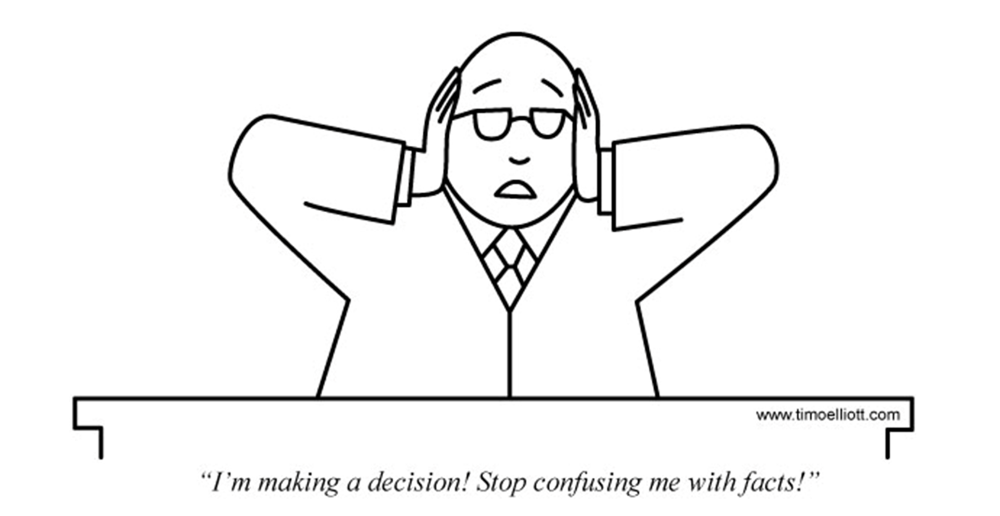 www.timoelliott.com
“I’m making a decision! Stop confusing me with facts!”